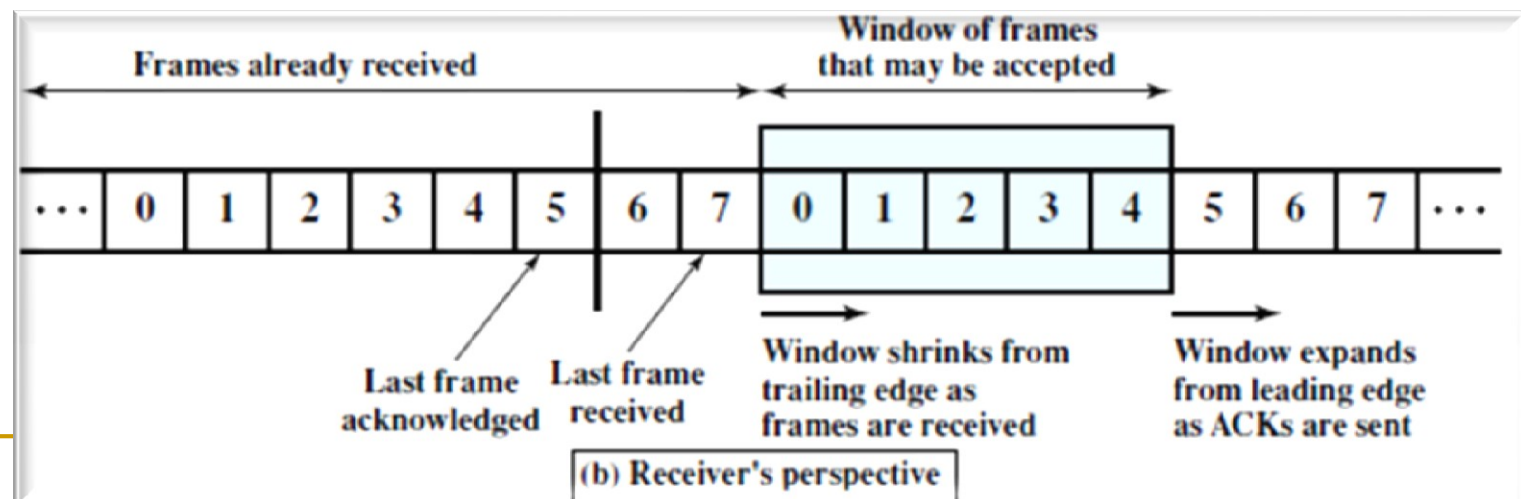 Window of frames
Frames already received
that may be accepted
··· 0 1 2 3 4 5 6 7 0 1 2 3 4 5 6 7 ···
Last frame
acknowledged
Last frame
received
Window shrinks from
trailing edge as
frames are received
Window expands
from leading edge
as ACKs are sent
(b) Receiver's perspective